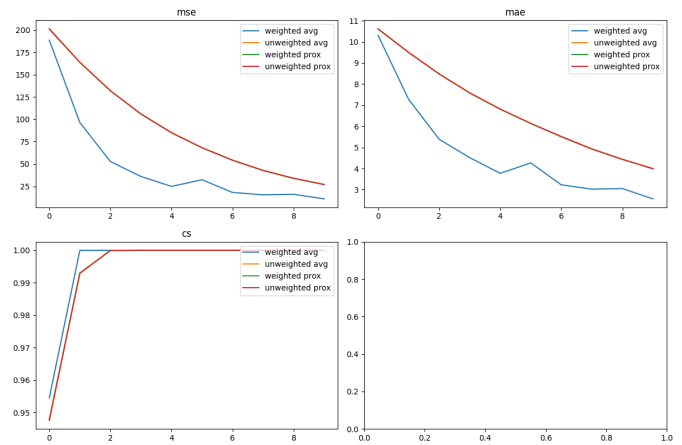 mse
200
175
150
125
100
75
50
25
0 2 4 6 8
weighted avg
unweighted avg
weighted prox
unweighted prox
mae
11
10
9
8
7
6
5
4
3
0 2 4 6 8
weighted avg
unweighted avg
weighted prox
unweighted prox
cs
1.00
0.99
0.98
0.97
0.96
0.95
0 2 4 6 8
weighted avg
unweighted avg
weighted prox
unweighted prox
1.0
0.8
0.6
0.4
0.2
0.0
0.0 0.2 0.4 0.6 0.8 1.0